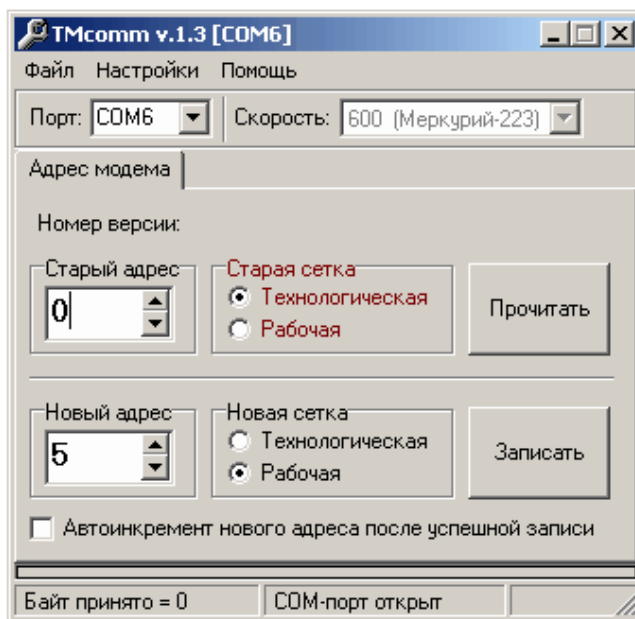 TMcomm v.1.3 [COM6]
Файл Настройки Помощь
Порт: COM6 Скорость: 600 (Меркурий-223)
Адрес модема
Номер версии:
Старый адрес Старая сетка
0 Технологическая
Рабочая
Прочитать
Новый адрес Новая сетка
5 Технологическая
Рабочая
Записать
Автоинкремент нового адреса после успешной записи
Байт принято = 0 COM-порт открыт